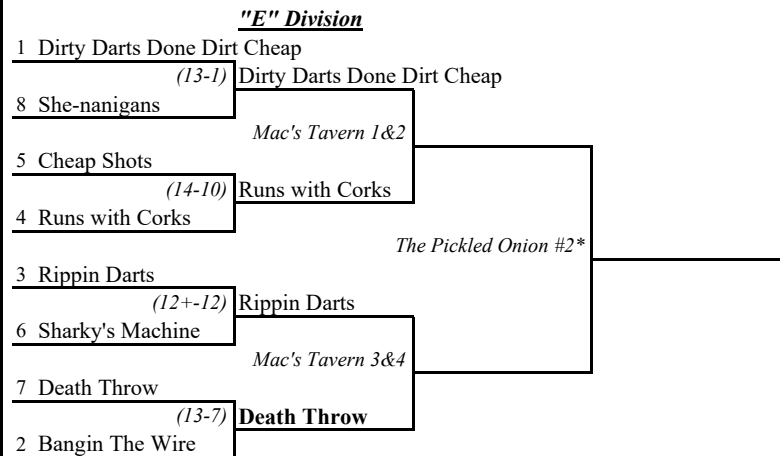 "E" Division
1 Dirty Darts Done Dirt Cheap
(13-1) Dirty Darts Done Dirt Cheap
8 She-nanigans
Mac's Tavern 1&2
5 Cheap Shots
(14-10) Runs with Corks
4 Runs with Corks
The Pickled Onion #2*
3 Rippin Darts
(12+-12) Rippin Darts
6 Sharky's Machine
Mac's Tavern 3&4
7 Death Throw
(13-7) Death Throw
2 Bangin The Wire